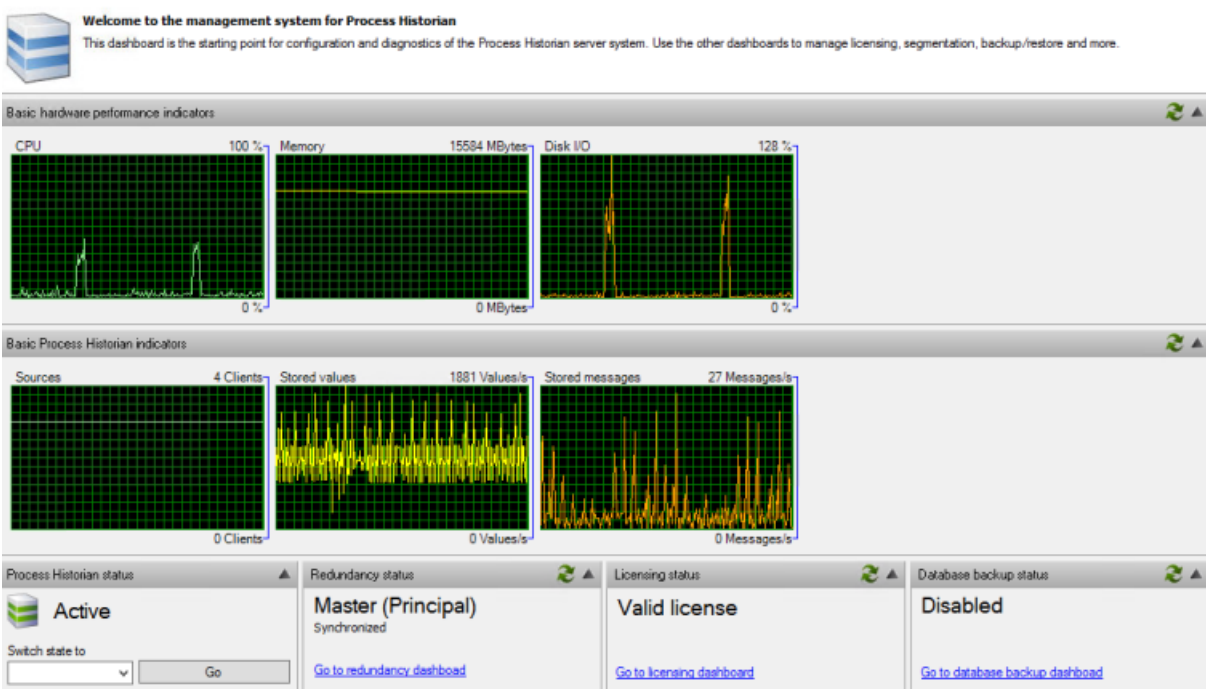 Welcome to the management system for Process Historian
This dashboard is the starting point for configuration and diagnostics of the Process Historian server system. Use the other dashboards to manage licensing, segmentation, backup/restore and more.
Basic hardware performance indicators
CPU 100 %
Memory 15584 MBytes
Disk I/O 128 %
0 %
0 MBytes
0 %
Basic Process Historian indicators
Sources 4 Clients
Stored values 1881 Values/s
Stored messages 27 Messages/s
0 Clients
0 Values/s
0 Messages/s
Process Historian status
Active
Switch state to
Go
Redundancy status
Master (Principal)
Synchronized
Go to redundancy dashboad
Licensing status
Valid license
Go to licensing dashboard
Database backup status
Disabled
Go to database backup dashboad